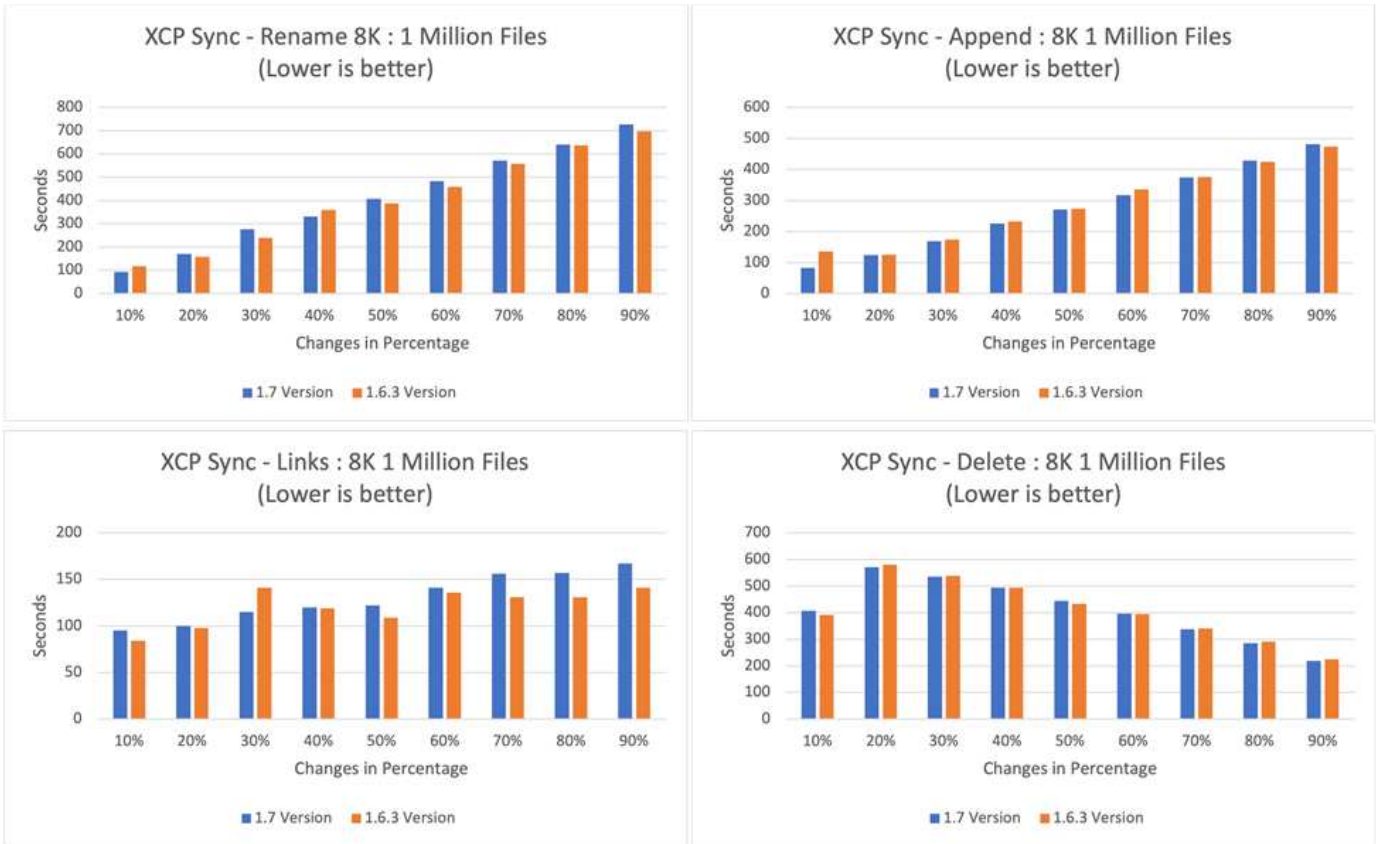 XCP Sync - Rename 8K : 1 Million Files
(Lower is better)
800
700
600
500
400
300
200
100
0
Seconds
10% 20% 30% 40% 50% 60% 70% 80% 90%
Changes in Percentage
1.7 Version 1.6.3 Version
XCP Sync - Append : 8K 1 Million Files
(Lower is better)
600
500
400
300
200
100
0
Seconds
10% 20% 30% 40% 50% 60% 70% 80% 90%
Changes in Percentage
1.7 Version 1.6.3 Version
XCP Sync - Links : 8K 1 Million Files
(Lower is better)
200
150
100
50
0
Seconds
10% 20% 30% 40% 50% 60% 70% 80% 90%
Changes in Percentage
1.7 Version 1.6.3 Version
XCP Sync - Delete : 8K 1 Million Files
(Lower is better)
700
600
500
400
300
200
100
0
Seconds
10% 20% 30% 40% 50% 60% 70% 80% 90%
Changes in Percentage
1.7 Version 1.6.3 Version